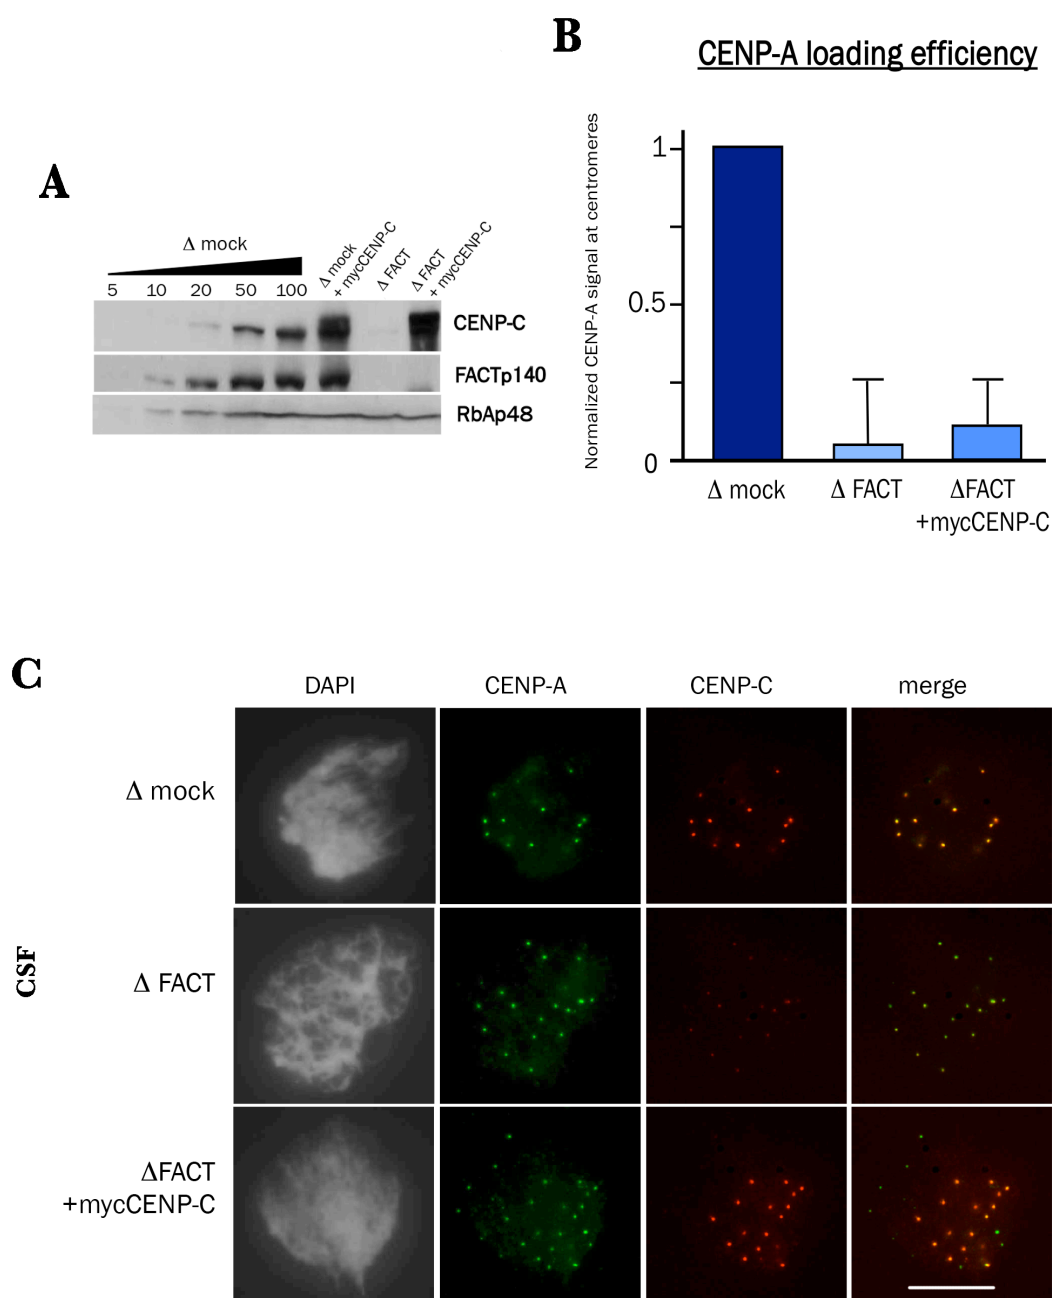 A
Δ mock
5 10 20 50 100
Δ mock
+ mycCENP-C
Δ FACT
Δ FACT
+ mycCENP-C
CENP-C
FACTp140
RbAp48
B
CENP-A loading efficiency
Normalized CENP-A signal at centromeres
1
0.5
0
Δ mock
Δ FACT
ΔFACT
+mycCENP-C
C
DAPI CENP-A CENP-C merge
CSF
Δ mock
Δ FACT
ΔFACT
+mycCENP-C